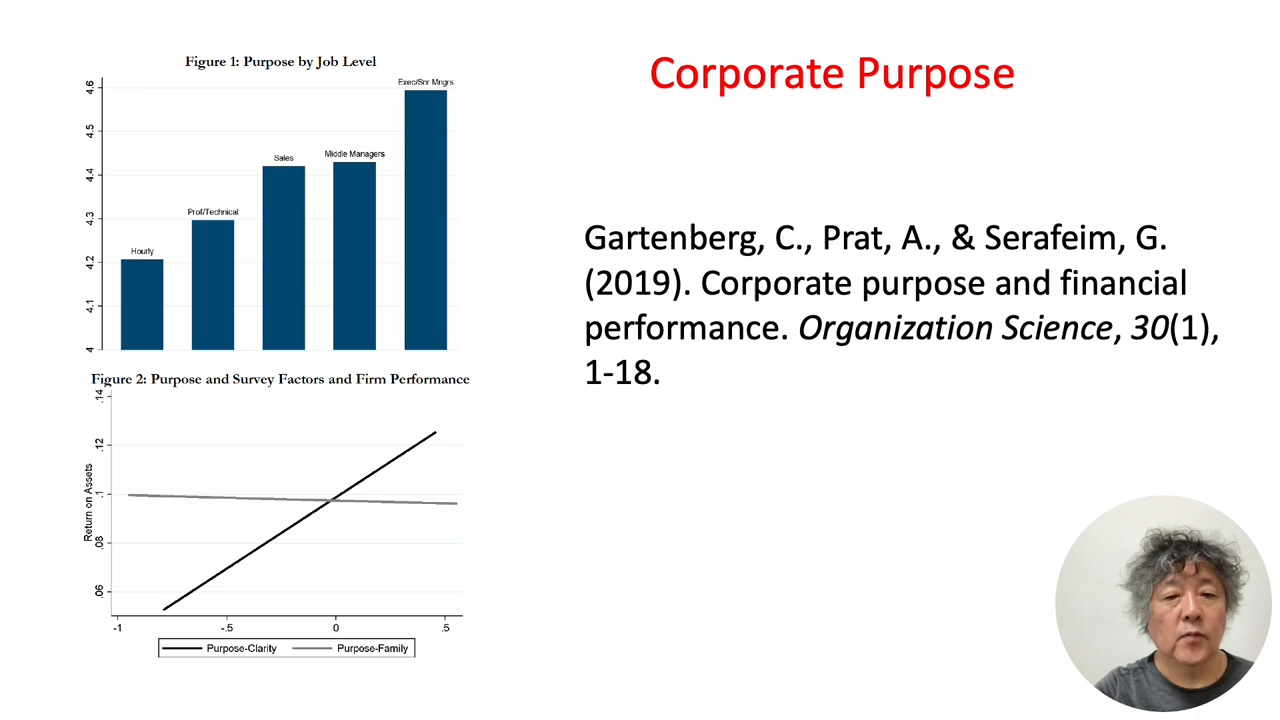 Figure 1: Purpose by Job Level
4.6
4.5
4.4
4.3
4.2
4.1
4
Hourly
Prof/Technical
Sales
Middle Managers
Exec/Snr Mngrs
Figure 2: Purpose and Survey Factors and Firm Performance
Return on Assets
.14
.12
.1
.08
.06
-1 -.5 0 .5
Purpose-Clarity Purpose-Family
Corporate Purpose
Gartenberg, C., Prat, A., & Serafeim, G.
(2019). Corporate purpose and financial
performance. Organization Science, 30(1),
1-18.